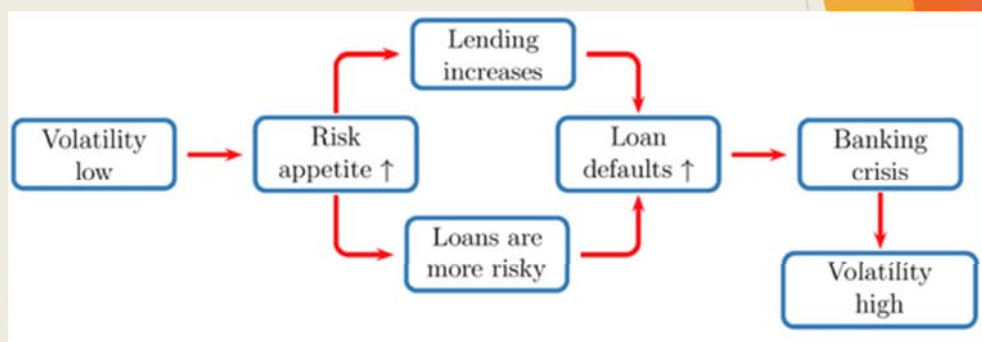 Volatility
low
Risk
appetite ↑
Lending
increases
Loans are
more risky
Loan
defaults ↑
Banking
crisis
Volatility
high